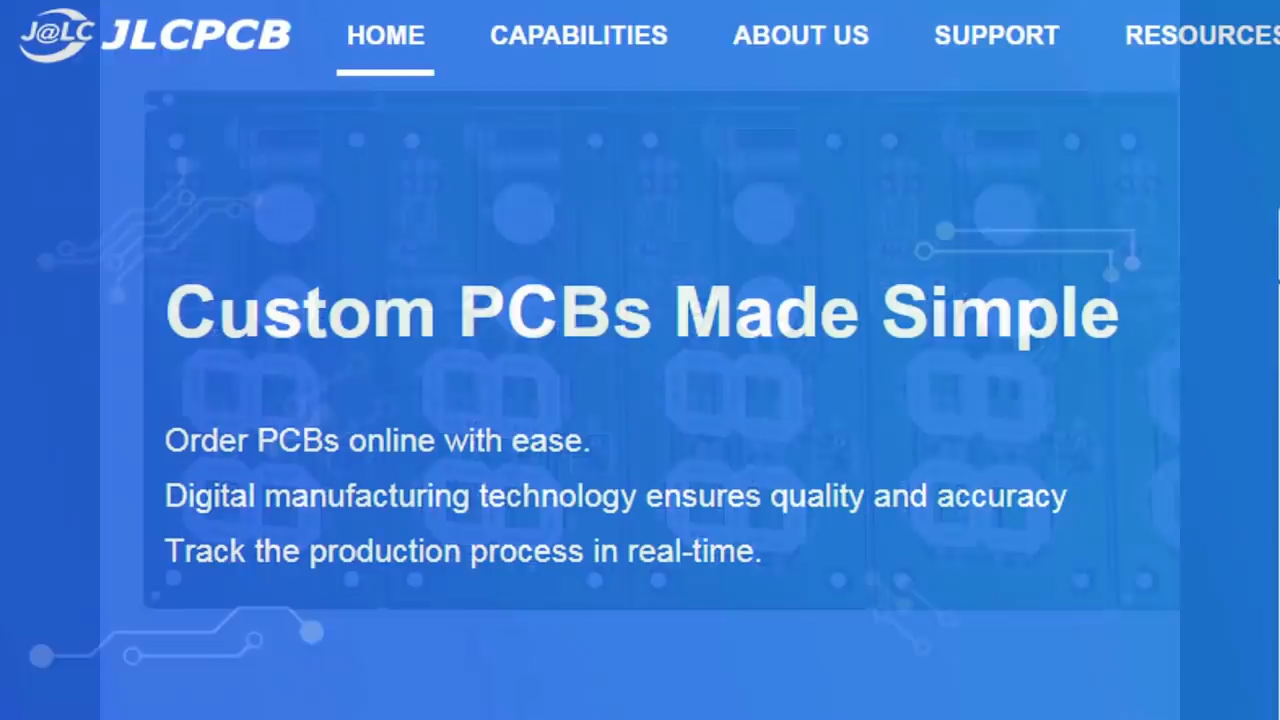 J@LC JLCPCB HOME CAPABILITIES ABOUT US SUPPORT RESOURCES
Custom PCBs Made Simple
Order PCBs online with ease.
Digital manufacturing technology ensures quality and accuracy
Track the production process in real-time.